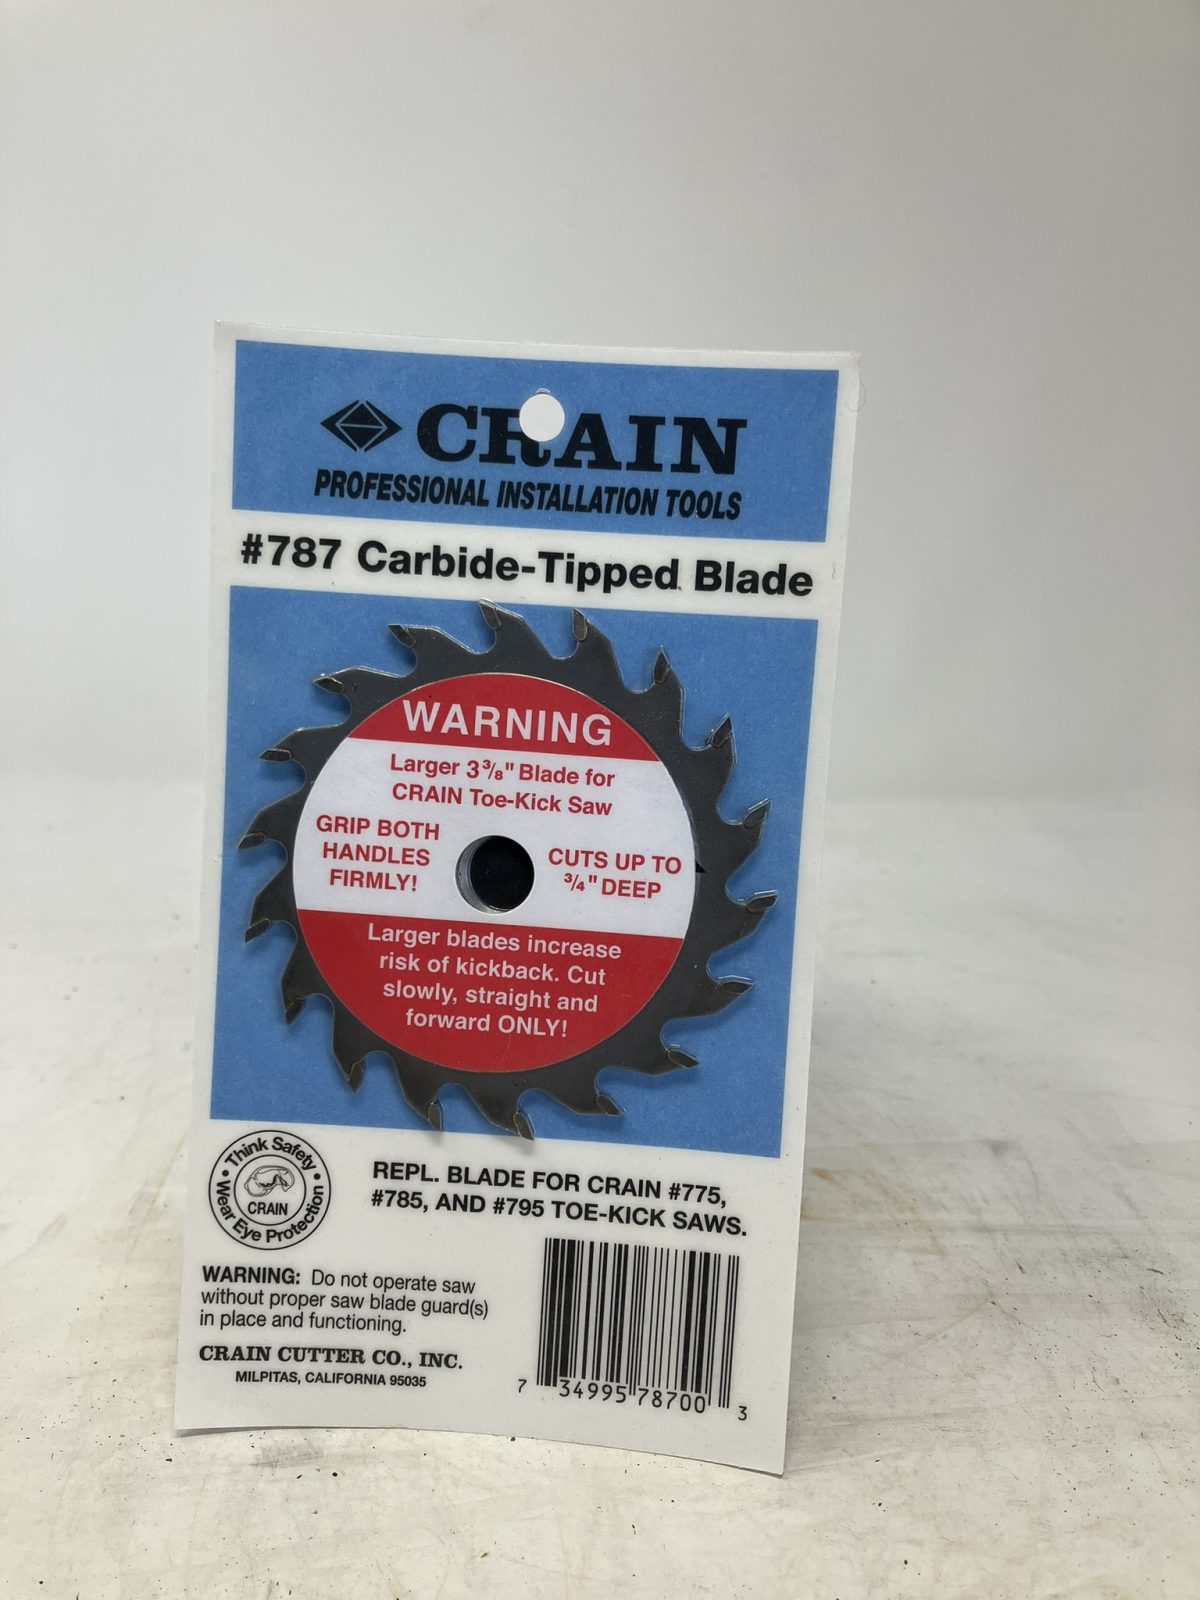 CRAIN
PROFESSIONAL INSTALLATION TOOLS
#787 Carbide-Tipped Blade
WARNING
Larger 3⅜" Blade for
CRAIN Toe-Kick Saw
GRIP BOTH
HANDLES
FIRMLY!
CUTS UP TO
¾" DEEP
Larger blades increase
risk of kickback. Cut
slowly, straight and
forward ONLY!
• Think Safety •
Wear Eye Protection
CRAIN
REPL. BLADE FOR CRAIN #775,
#785, AND #795 TOE-KICK SAWS.
WARNING: Do not operate saw
without proper saw blade guard(s)
in place and functioning.
CRAIN CUTTER CO., INC.
MILPITAS, CALIFORNIA 95035
7 34995 78700 3